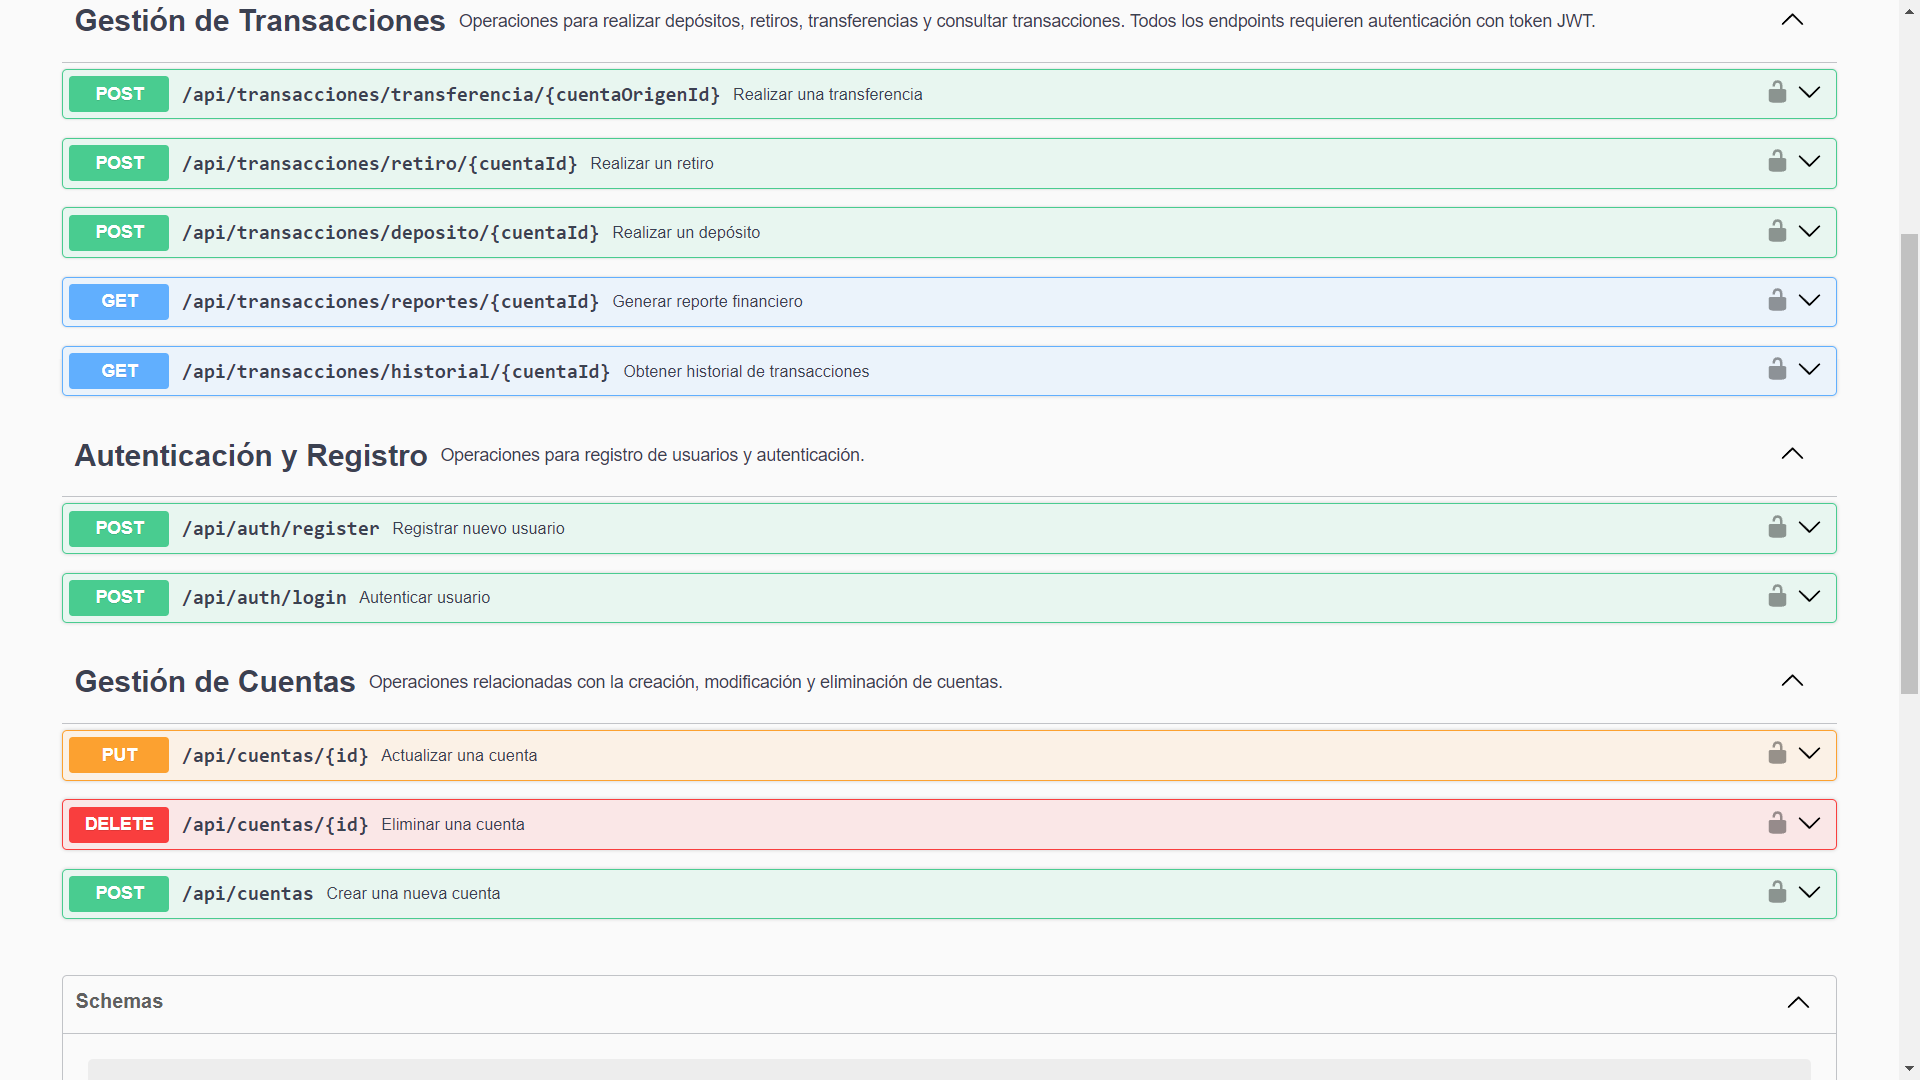 Gestión de Transacciones Operaciones para realizar depósitos, retiros, transferencias y consultar transacciones. Todos los endpoints requieren autenticación con token JWT.
POST /api/transacciones/transferencia/{cuentaOrigenId} Realizar una transferencia
POST /api/transacciones/retiro/{cuentaId} Realizar un retiro
POST /api/transacciones/deposito/{cuentaId} Realizar un depósito
GET /api/transacciones/reportes/{cuentaId} Generar reporte financiero
GET /api/transacciones/historial/{cuentaId} Obtener historial de transacciones
Autenticación y Registro Operaciones para registro de usuarios y autenticación.
POST /api/auth/register Registrar nuevo usuario
POST /api/auth/login Autenticar usuario
Gestión de Cuentas Operaciones relacionadas con la creación, modificación y eliminación de cuentas.
PUT /api/cuentas/{id} Actualizar una cuenta
DELETE /api/cuentas/{id} Eliminar una cuenta
POST /api/cuentas Crear una nueva cuenta
Schemas